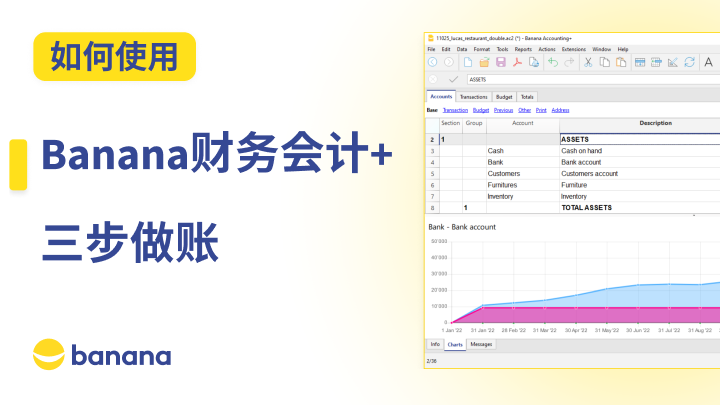 如何使用
Banana财务会计+
三步做账
banana
11025_lucas_restaurant_double.ac2 (*) - Banana Accounting+
File Edit Data Format Tools Reports Actions Extensions Window Help
A
ASSETS
Accounts Transactions Budget Totals
Base Transaction Budget Previous Other Print Address
Section Group Account Description
2 1 ASSETS
3 Cash Cash on hand
4 Bank Bank account
5 Customers Customers account
6 Furnitures Furniture
7 Inventory Inventory
8 1 TOTAL ASSETS
Bank - Bank account
60'000
40'000
30'000
20'000
10'000
0
1 Jan '22 31 Jan '22 28 Feb '22 31 Mar '22 30 Apr '22 31 May '22 30 Jun '22 31 Jul '22 31 Aug '22
Info Charts Messages
2/36